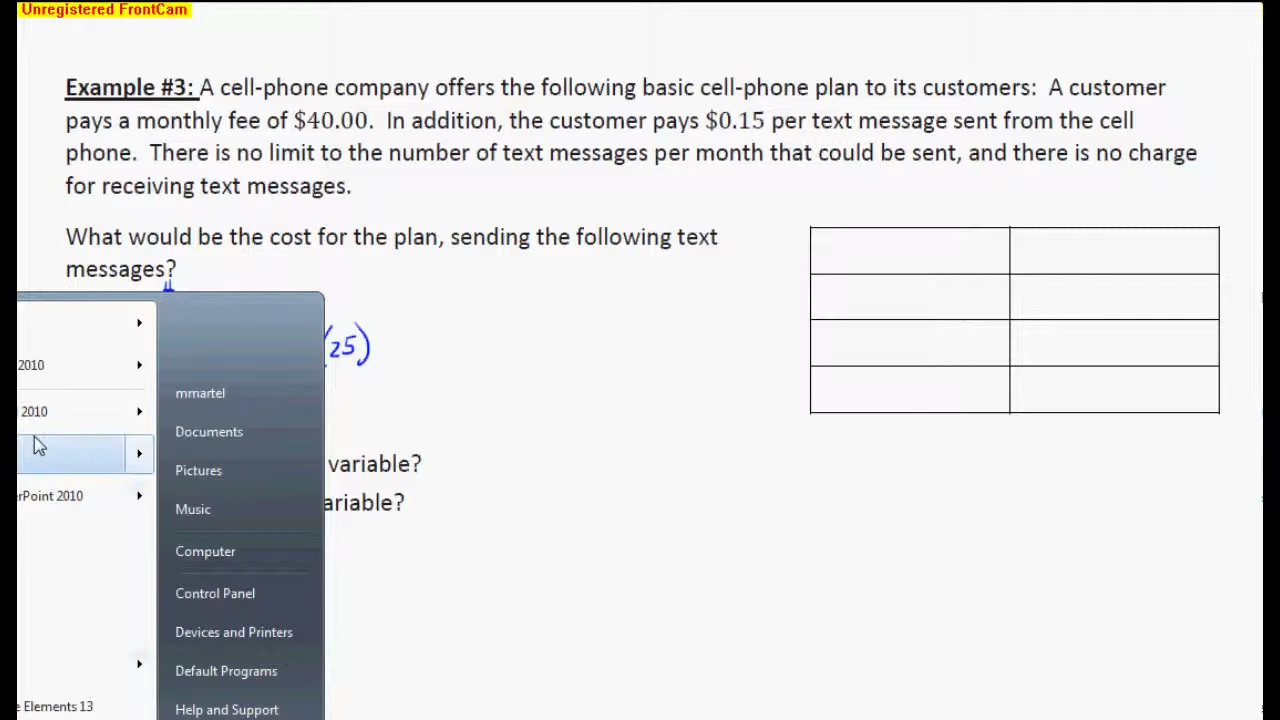 Unregistered FrontCam
Example #3: A cell-phone company offers the following basic cell-phone plan to its customers: A customer
pays a monthly fee of $40.00. In addition, the customer pays $0.15 per text message sent from the cell
phone. There is no limit to the number of text messages per month that could be sent, and there is no charge
for receiving text messages.
What would be the cost for the plan, sending the following text
messages?
(25)
2010
mmartel
2010
Documents
variable?
Pictures
rPoint 2010
ariable?
Music
Computer
Control Panel
Devices and Printers
Default Programs
e Elements 13
Help and Support